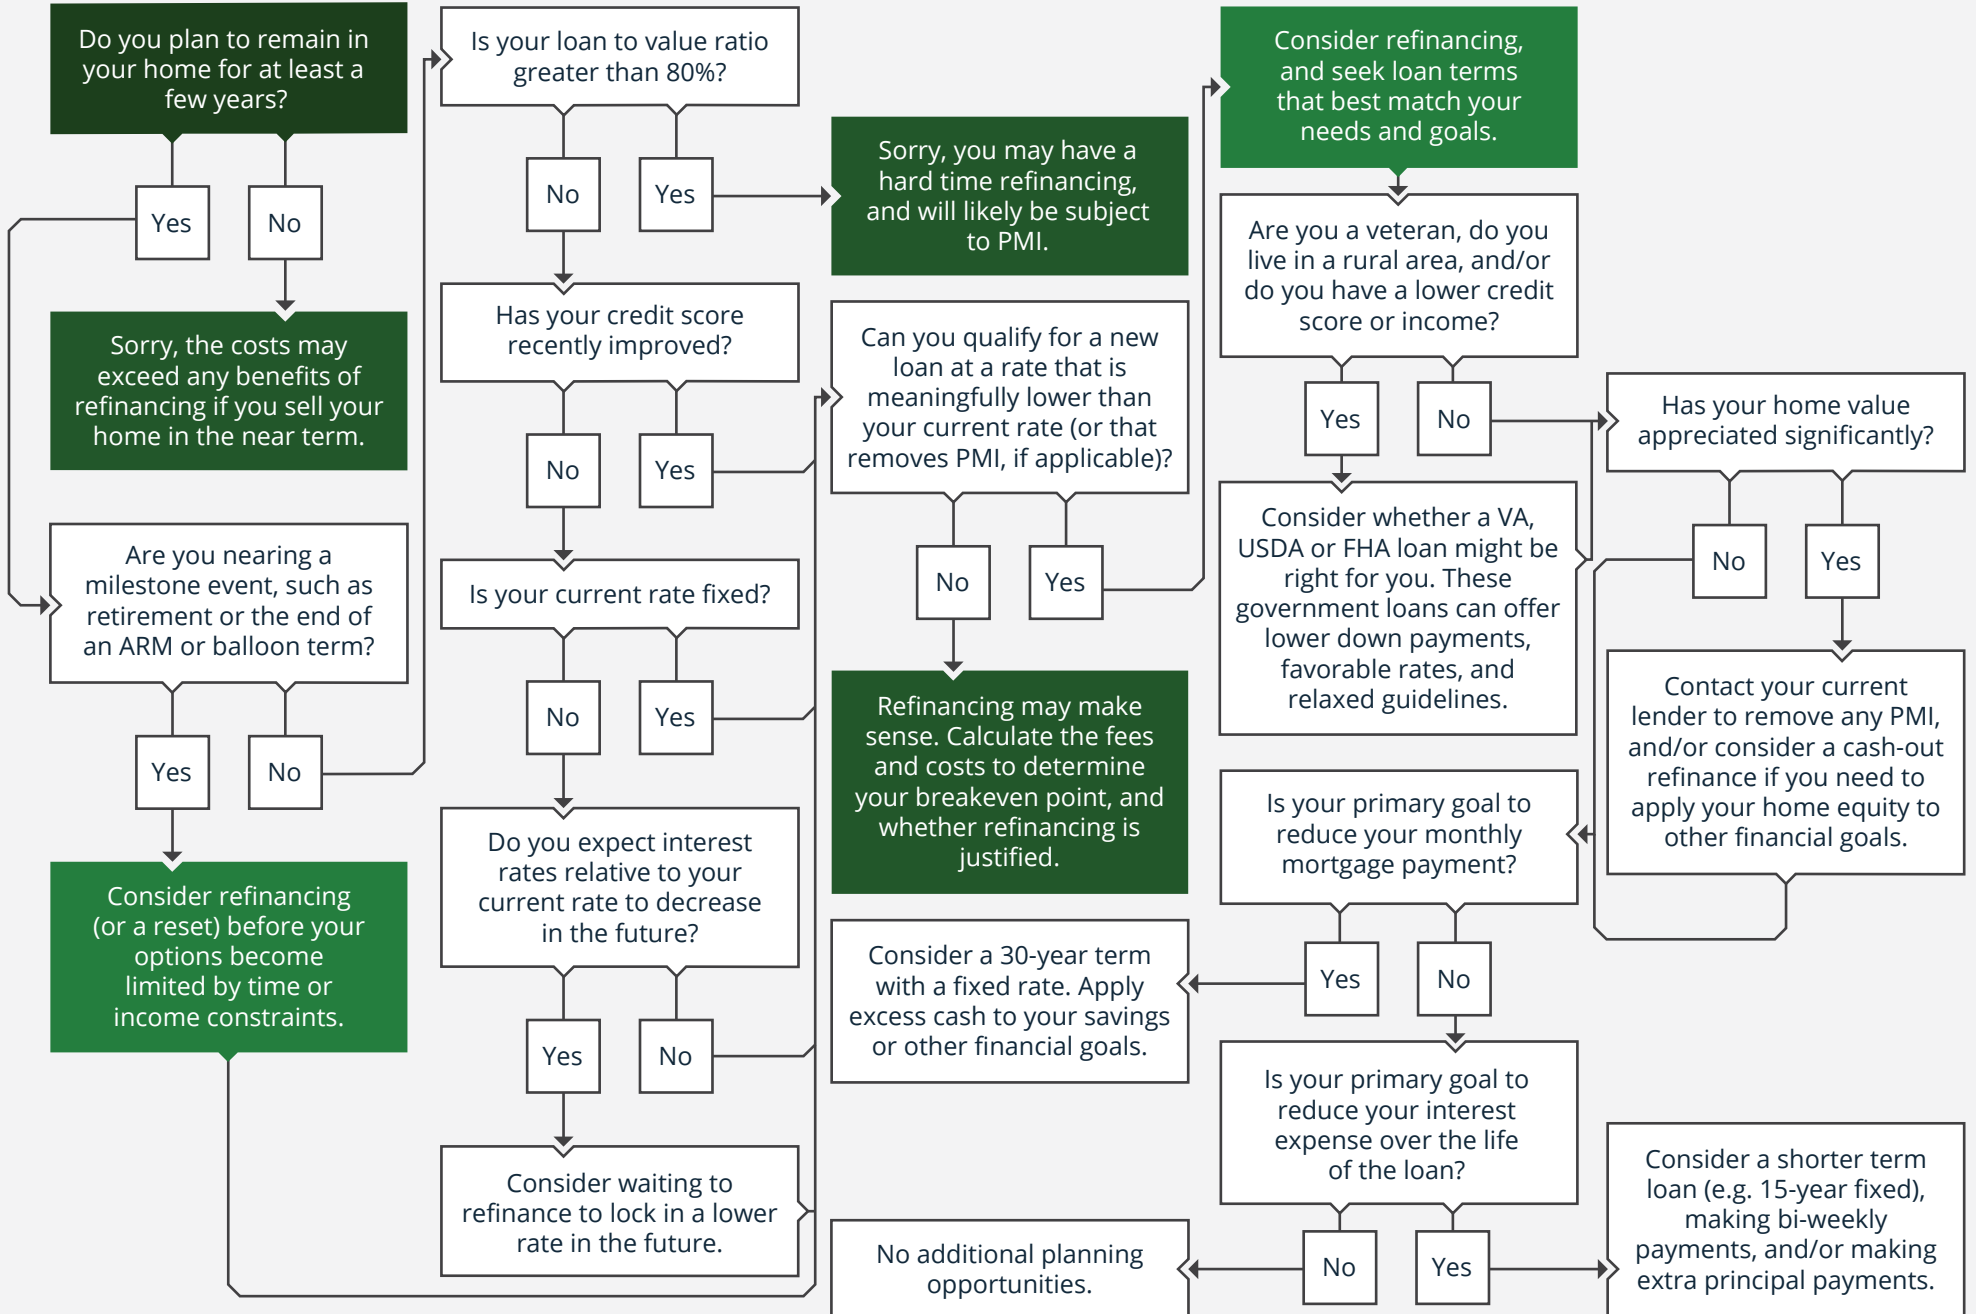 Do you plan to remain in
your home for at least a
few years?
Yes
No
Sorry, the costs may
exceed any benefits of
refinancing if you sell your
home in the near term.
Are you nearing a
milestone event, such as
retirement or the end of
an ARM or balloon term?
Yes
No
Consider refinancing
(or a reset) before your
options become
limited by time or
income constraints.
Is your loan to value ratio
greater than 80%?
No
Yes
Sorry, you may have a
hard time refinancing,
and will likely be subject
to PMI.
Has your credit score
recently improved?
No
Yes
Is your current rate fixed?
No
Yes
Do you expect interest
rates relative to your
current rate to decrease
in the future?
Yes
No
Consider waiting to
refinance to lock in a lower
rate in the future.
Can you qualify for a new
loan at a rate that is
meaningfully lower than
your current rate (or that
removes PMI, if applicable)?
No
Yes
Refinancing may make
sense. Calculate the fees
and costs to determine
your breakeven point, and
whether refinancing is
justified.
Consider refinancing,
and seek loan terms
that best match your
needs and goals.
Are you a veteran, do you
live in a rural area, and/or
do you have a lower credit
score or income?
Yes
No
Consider whether a VA,
USDA or FHA loan might be
right for you. These
government loans can offer
lower down payments,
favorable rates, and
relaxed guidelines.
Has your home value
appreciated significantly?
No
Yes
Contact your current
lender to remove any PMI,
and/or consider a cash-out
refinance if you need to
apply your home equity to
other financial goals.
Is your primary goal to
reduce your monthly
mortgage payment?
Yes
No
Consider a 30-year term
with a fixed rate. Apply
excess cash to your savings
or other financial goals.
Is your primary goal to
reduce your interest
expense over the life
of the loan?
No
Yes
No additional planning
opportunities.
Consider a shorter term
loan (e.g. 15-year fixed),
making bi-weekly
payments, and/or making
extra principal payments.